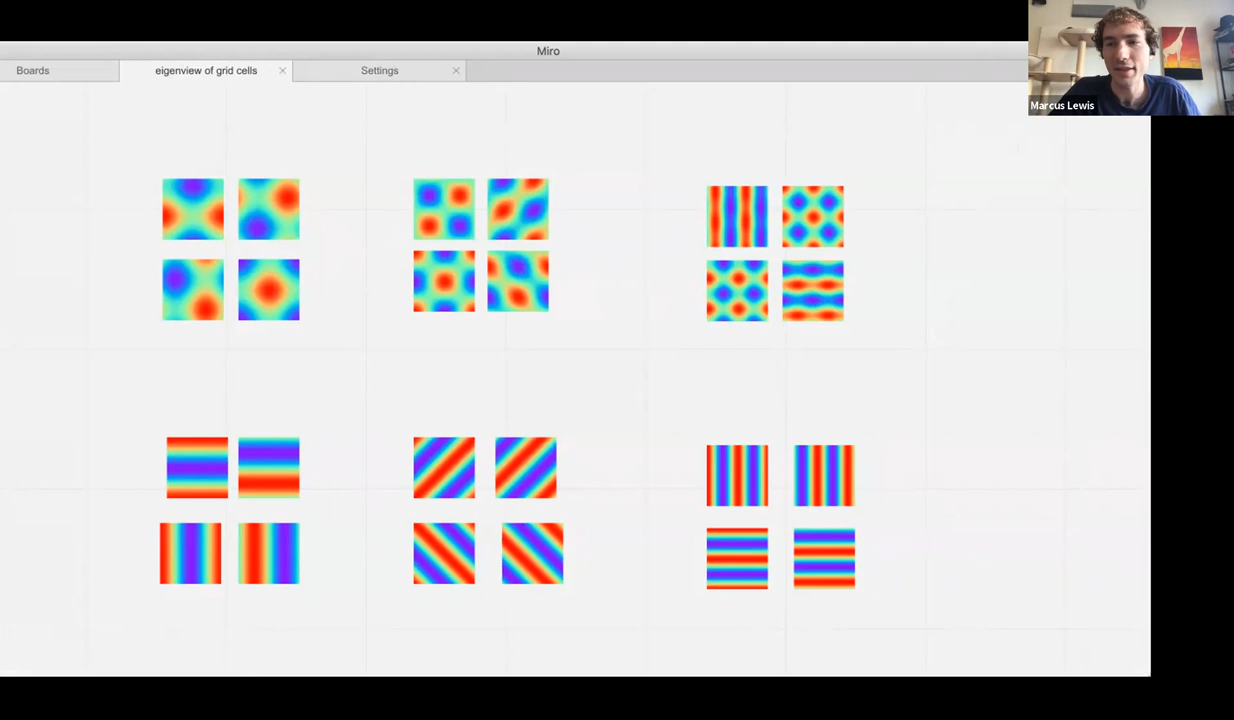 Miro
Boards
eigenview of grid cells
Settings
Marcus Lewis